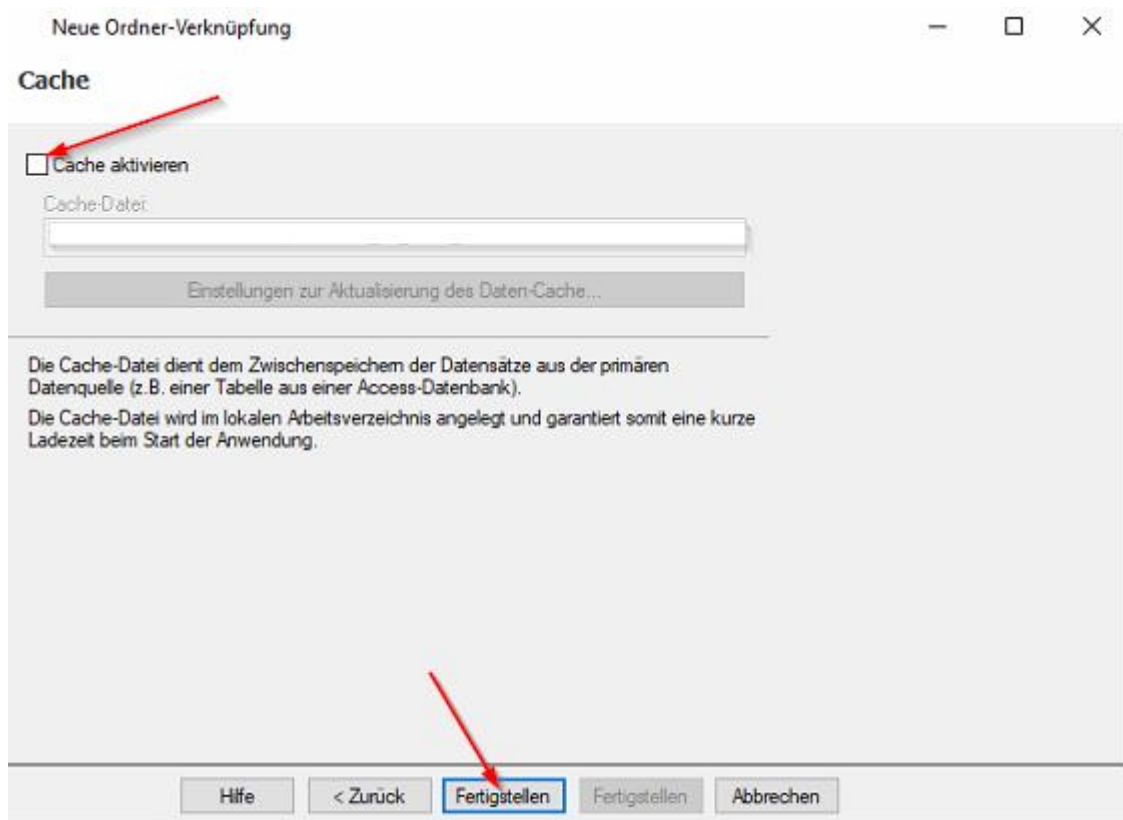 Neue Ordner-Verknüpfung
Cache
Cache aktivieren
Cache-Datei:
Einstellungen zur Aktualisierung des Daten-Cache...
Die Cache-Datei dient dem Zwischenspeichern der Datensätze aus der primären
Datenquelle (z.B. einer Tabelle aus einer Access-Datenbank).
Die Cache-Datei wird im lokalen Arbeitsverzeichnis angelegt und garantiert somit eine kurze
Ladezeit beim Start der Anwendung.
Hilfe < Zurück Fertigstellen Fertigstellen Abbrechen